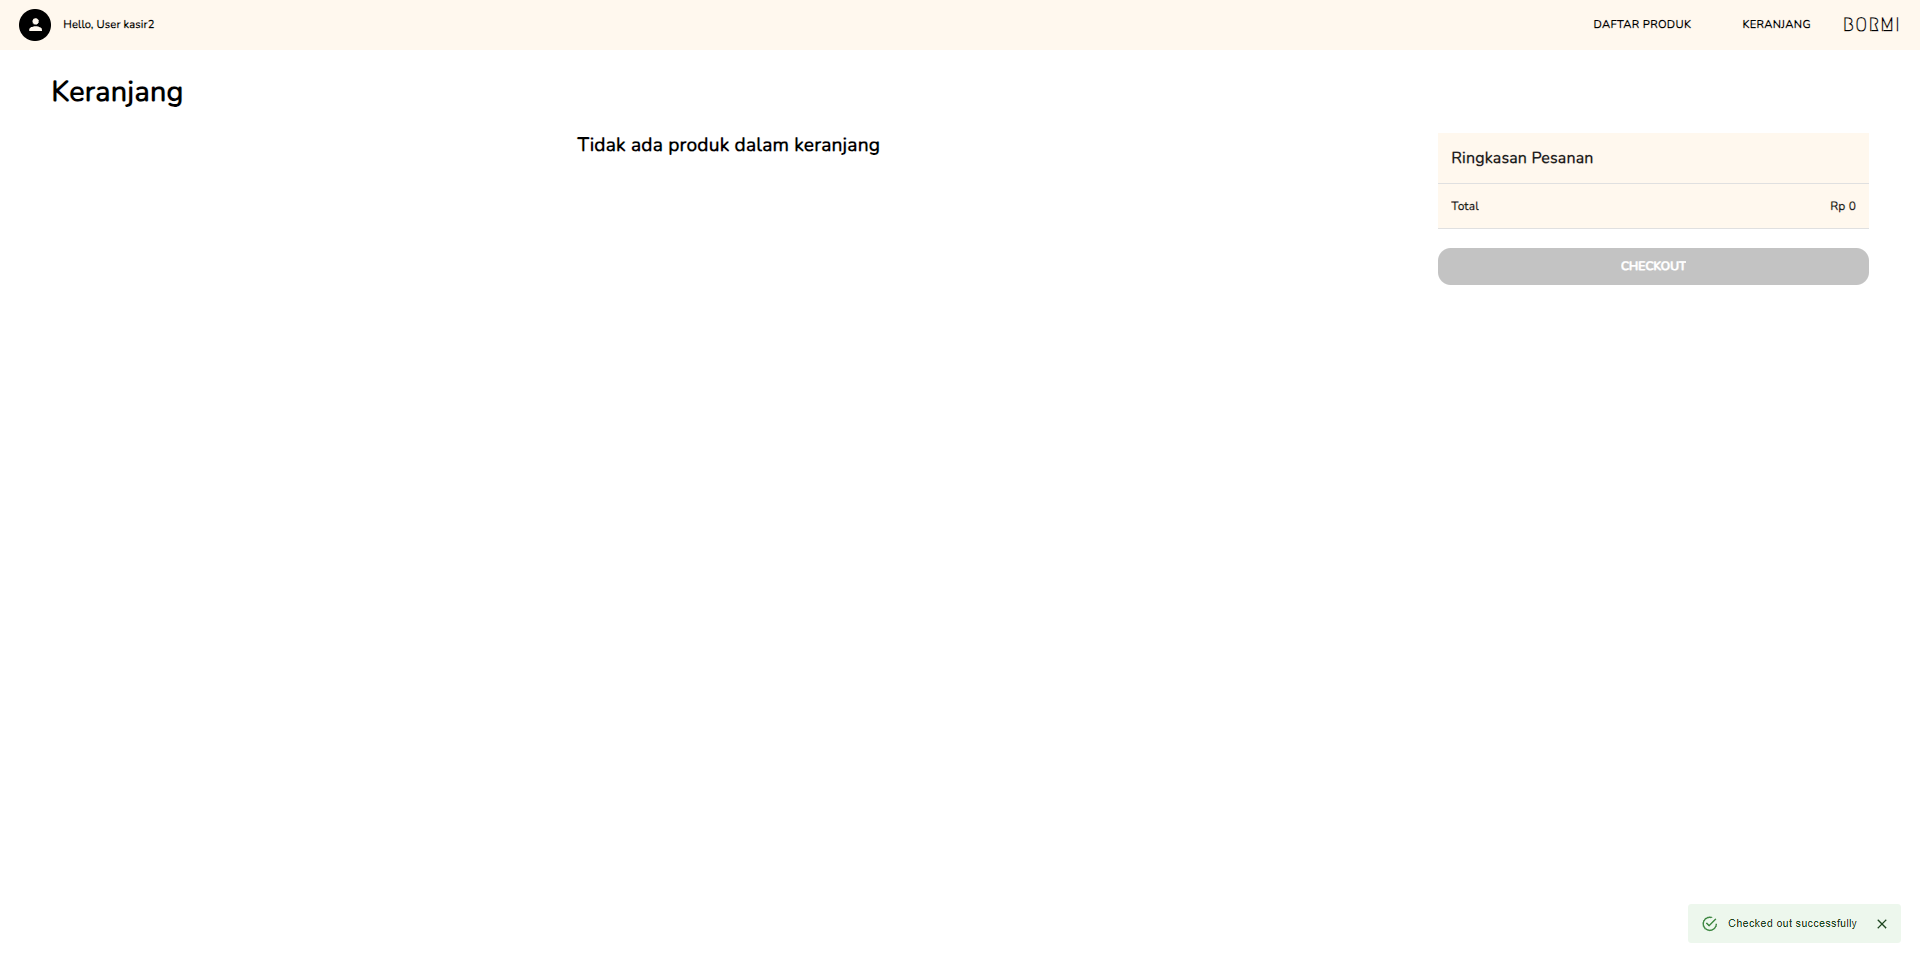 Hello, User kasir2
DAFTAR PRODUK
KERANJANG
BORMI
Keranjang
Tidak ada produk dalam keranjang
Ringkasan Pesanan
Total Rp 0
CHECKOUT
Checked out successfully